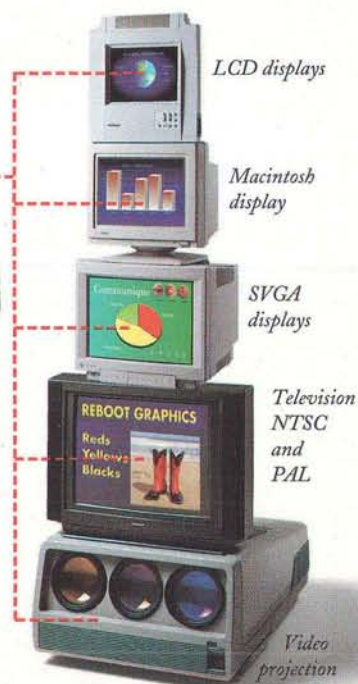 LCD displays
Macintosh
display
Communique
SVGA
displays
REBOOT GRAPHICS
Reds
Yellows
Blacks
Television
NTSC
and
PAL
Video
projection